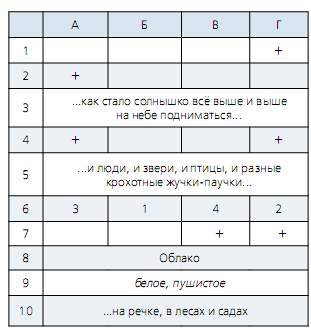 А Б В Г
1 +
2 +
3 ...как стало солнышко всё выше и выше
на небе подниматься...
4 + +
5 ...и люди, и звери, и птицы, и разные
крохотные жучки-паучки...
6 3 1 4 2
7 + +
8 Облако
9 белое, пушистое
10 ...на речке, в лесах и садах